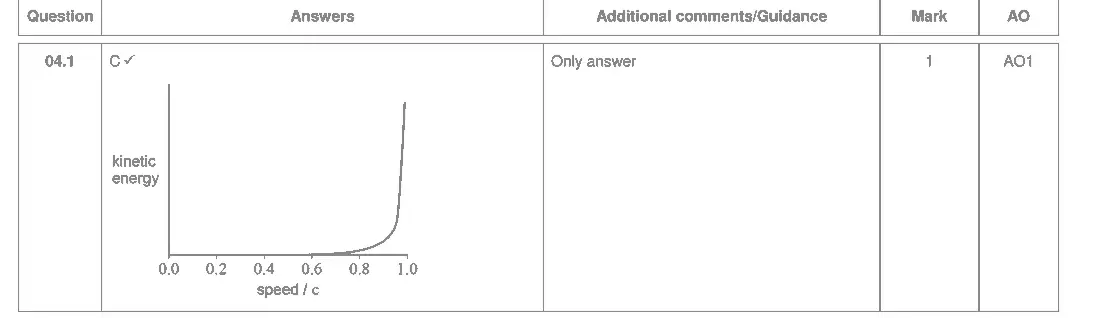 Question Answers Additional comments/Guidance Mark AO
04.1 C ✓ Only answer 1 AO1
kinetic
energy
0.0 0.2 0.4 0.6 0.8 1.0
speed / c